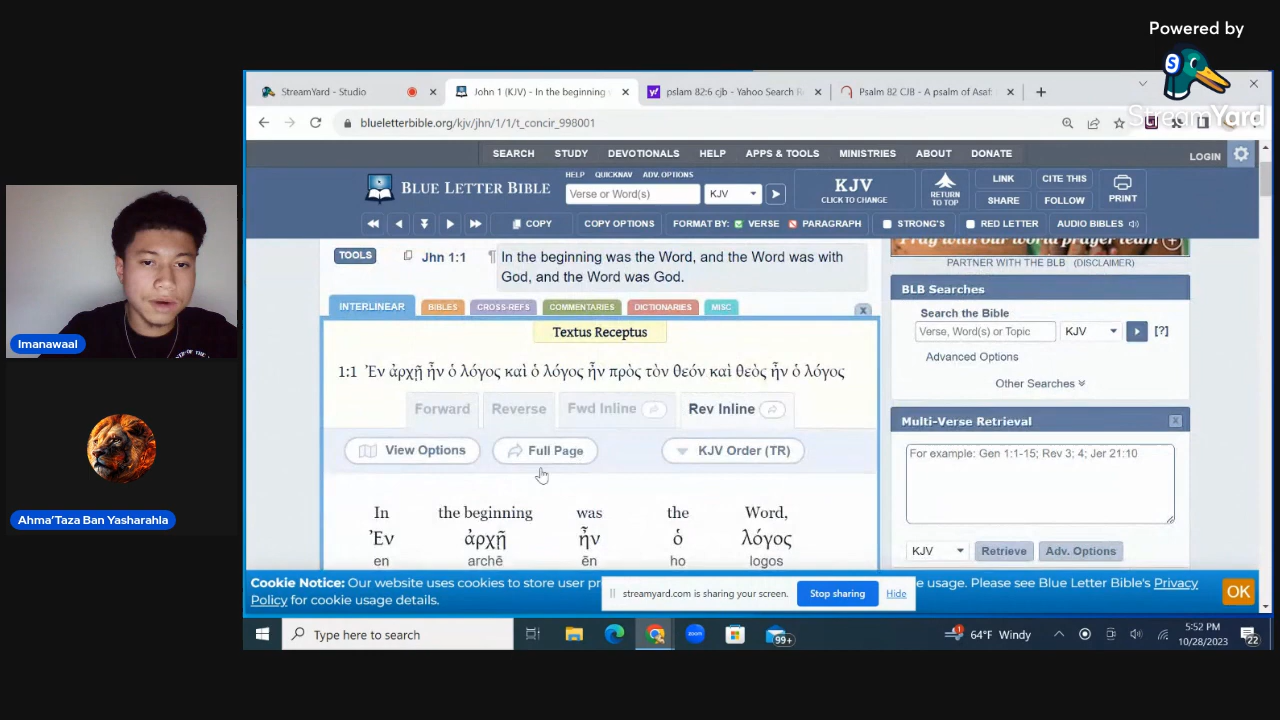 Powered by
StreamYard
StreamYard - Studio
John 1 (KJV) - In the beginning
pslam 82:6 cjb - Yahoo Search R
Psalm 82 CJB - A psalm of Asaf
blueletterbible.org/kjv/jhn/1/1/t_concir_998001
SEARCH STUDY DEVOTIONALS HELP APPS & TOOLS MINISTRIES ABOUT DONATE
LOGIN
BLUE LETTER BIBLE
HELP QUICKNAV ADV. OPTIONS
Verse or Word(s) KJV
KJV
CLICK TO CHANGE
RETURN
TO TOP
LINK CITE THIS
SHARE FOLLOW
PRINT
COPY COPY OPTIONS FORMAT BY: VERSE PARAGRAPH STRONG'S RED LETTER AUDIO BIBLES
TOOLS Jhn 1:1 ¶ In the beginning was the Word, and the Word was with
God, and the Word was God.
INTERLINEAR BIBLES CROSS-REFS COMMENTARIES DICTIONARIES MISC X
Textus Receptus
1:1 Ἐν ἀρχῇ ἦν ὁ λόγος καὶ ὁ λόγος ἦν πρὸς τὸν θεόν καὶ θεὸς ἦν ὁ λόγος
Forward Reverse Fwd Inline Rev Inline
View Options Full Page KJV Order (TR)
In the beginning was the Word,
Ἐν ἀρχῇ ἦν ὁ λόγος
en archē ēn ho logos
Pray with our world prayer team
PARTNER WITH THE BLB (DISCLAIMER)
BLB Searches
Search the Bible
Verse, Word(s) or Topic KJV [?]
Advanced Options
Other Searches
Multi-Verse Retrieval
For example: Gen 1:1-15; Rev 3; 4; Jer 21:10
KJV Retrieve Adv. Options
Cookie Notice: Our website uses cookies to store user pr
e usage. Please see Blue Letter Bible's Privacy
Policy for cookie usage details.
OK
streamyard.com is sharing your screen. Stop sharing Hide
Type here to search
zoom
99+
64°F Windy
5:52 PM
10/28/2023
22
Imanawaal
Ahma'Taza Ban Yasharahla